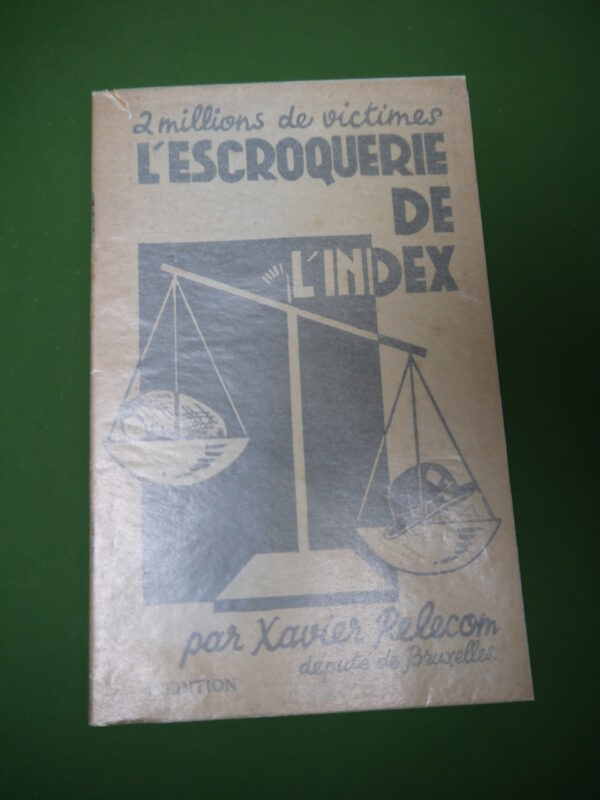 2 millions de victimes
L'ESCROQUERIE
DE
L'INDEX
par Xavier Relecom
député de Bruxelles.
EDITION